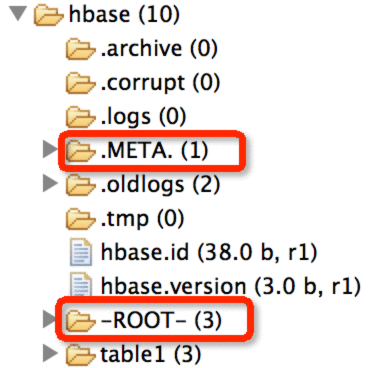 hbase (10)
.archive (0)
.corrupt (0)
.logs (0)
.META. (1)
.oldlogs (2)
.tmp (0)
hbase.id (38.0 b, r1)
hbase.version (3.0 b, r1)
-ROOT- (3)
table1 (3)